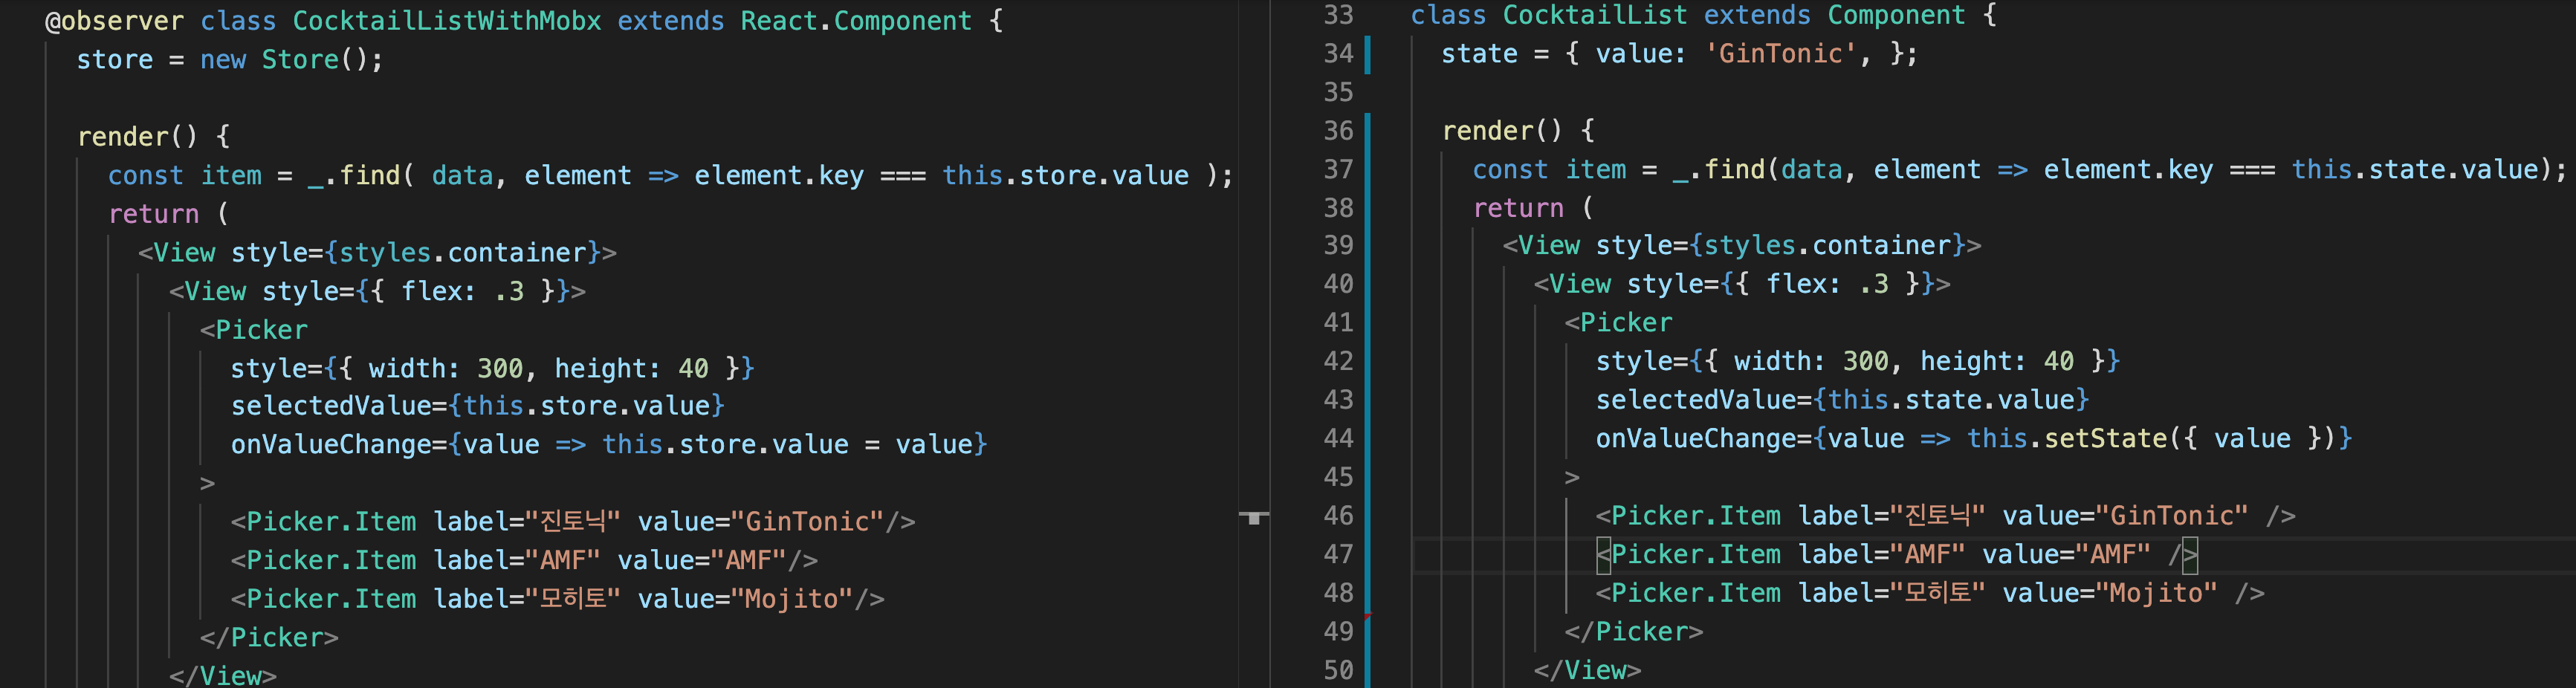 @observer class CocktailListWithMobx extends React.Component {
store = new Store();
render() {
const item = _.find( data, element => element.key === this.store.value );
return (
<View style={styles.container}>
<View style={{ flex: .3 }}>
<Picker
style={{ width: 300, height: 40 }}
selectedValue={this.store.value}
onValueChange={value => this.store.value = value}
>
<Picker.Item label="진토닉" value="GinTonic"/>
<Picker.Item label="AMF" value="AMF"/>
<Picker.Item label="모히토" value="Mojito"/>
</Picker>
</View>
33 class CocktailList extends Component {
34 state = { value: 'GinTonic', };
35
36 render() {
37 const item = _.find(data, element => element.key === this.state.value);
38 return (
39 <View style={styles.container}>
40 <View style={{ flex: .3 }}>
41 <Picker
42 style={{ width: 300, height: 40 }}
43 selectedValue={this.state.value}
44 onValueChange={value => this.setState({ value })}
45 >
46 <Picker.Item label="진토닉" value="GinTonic" />
47 <Picker.Item label="AMF" value="AMF" />
48 <Picker.Item label="모히토" value="Mojito" />
49 </Picker>
50 </View>